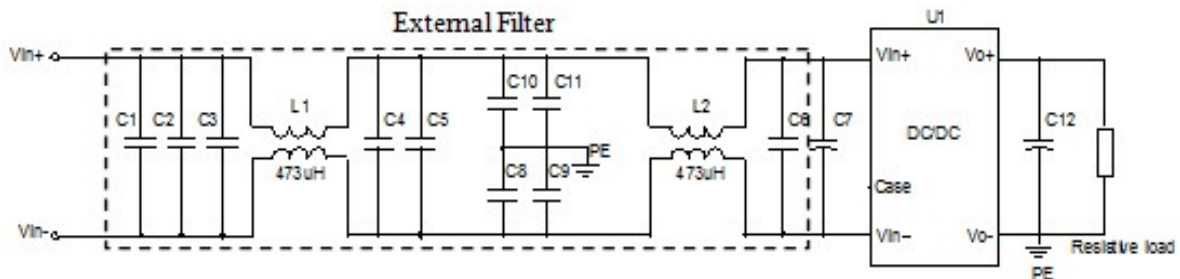 External Filter
U1
Vin+
C1
C2
C3
L1
473uH
C4
C5
C10
C11
C8
C9
PE
L2
473uH
C6
C7
Vin+
Vo+
DC/DC
Case
Vin-
Vo-
C12
PE
Resistive load
Vin-